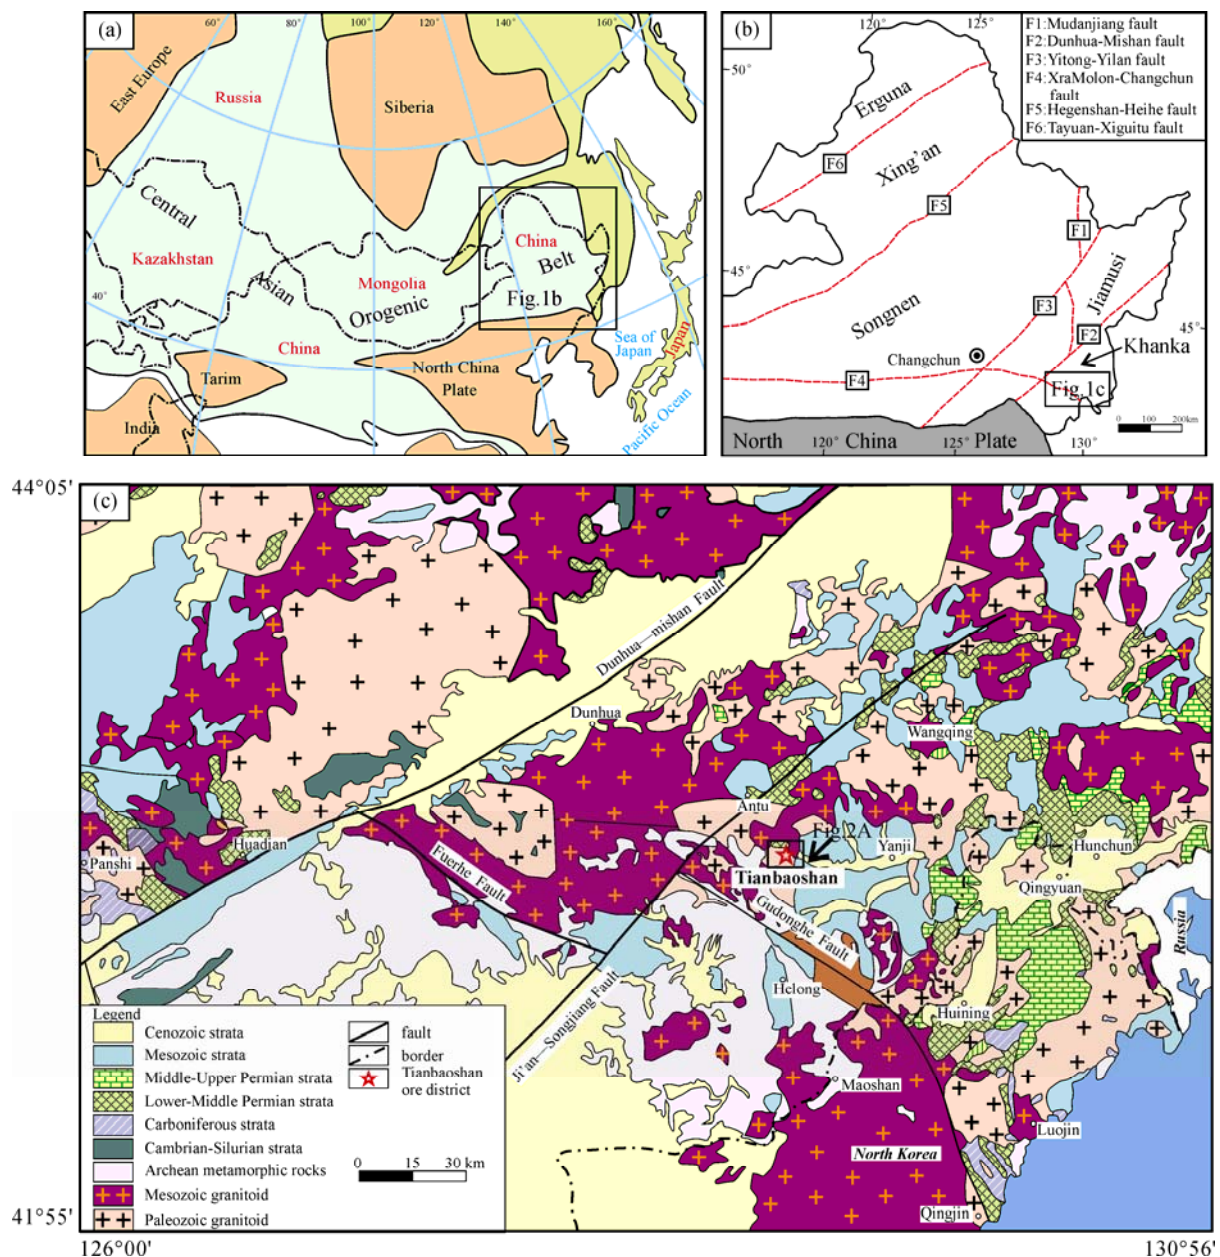 (a)
60°
80°
100°
120°
140°
160°
East Europe
Russia
Siberia
Central
Kazakhstan
Asian
Mongolia
Orogenic
China
Belt
Fig.1b
40°
China
Tarim
North China
Plate
India
Sea of
Japan
Japan
Pacific Ocean
(b)
120°
125°
50°
45°
F1:Mudanjiang fault
F2:Dunhua-Mishan fault
F3:Yitong-Yilan fault
F4:XraMolon-Changchun
fault
F5:Hegenshan-Heihe fault
F6:Tayuan-Xiguitu fault
Erguna
F6
Xing'an
F5
F1
Jiamusi
F3
F2
45°
Songnen
Changchun
Khanka
F4
Fig.1c
0 100 200km
North China Plate
120°
125°
130°
44°05'
(c)
Dunhua—mishan Fault
Dunhua
Wangqing
Antu
Fig.2A
Huadian
Panshi
Yanji
Hunchun
Tianbaoshan
Qingyuan
Fuerhe Fault
Gudonghe Fault
Russia
Helong
Huining
Ji'an—Songjiang Fault
Maoshan
Luojin
North Korea
Qingjin
Legend
Cenozoic strata
Mesozoic strata
Middle-Upper Permian strata
Lower-Middle Permian strata
Carboniferous strata
Cambrian-Silurian strata
Archean metamorphic rocks
Mesozoic granitoid
Paleozoic granitoid
fault
border
Tianbaoshan
ore district
0 15 30 km
41°55'
126°00'
130°56'